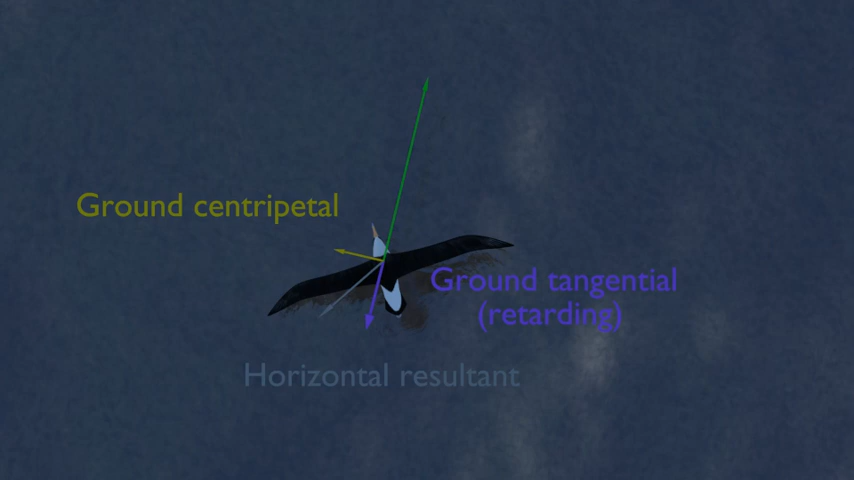 Ground centripetal
Ground tangential
(retarding)
Horizontal resultant